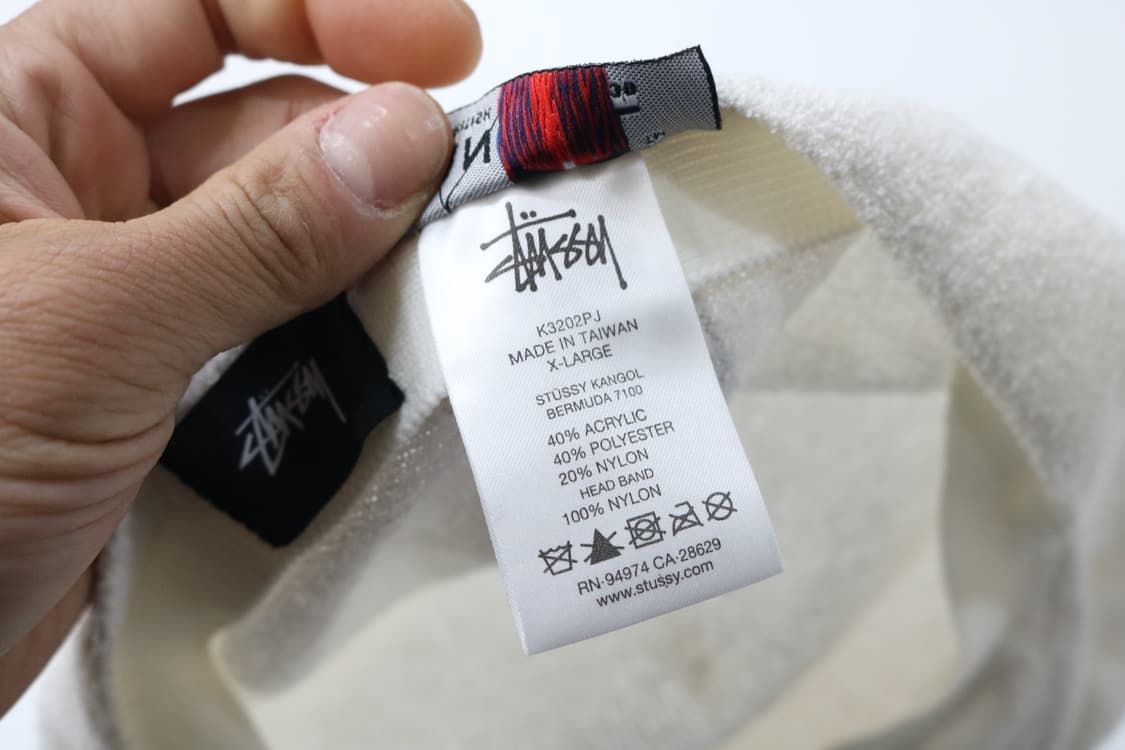 STÜSSY
K3202PJ
MADE IN TAIWAN
X-LARGE
STÜSSY KANGOL
BERMUDA 7100
40% ACRYLIC
40% POLYESTER
20% NYLON
HEAD BAND
100% NYLON
RN·94974 CA·28629
www.stussy.com
STÜSSY